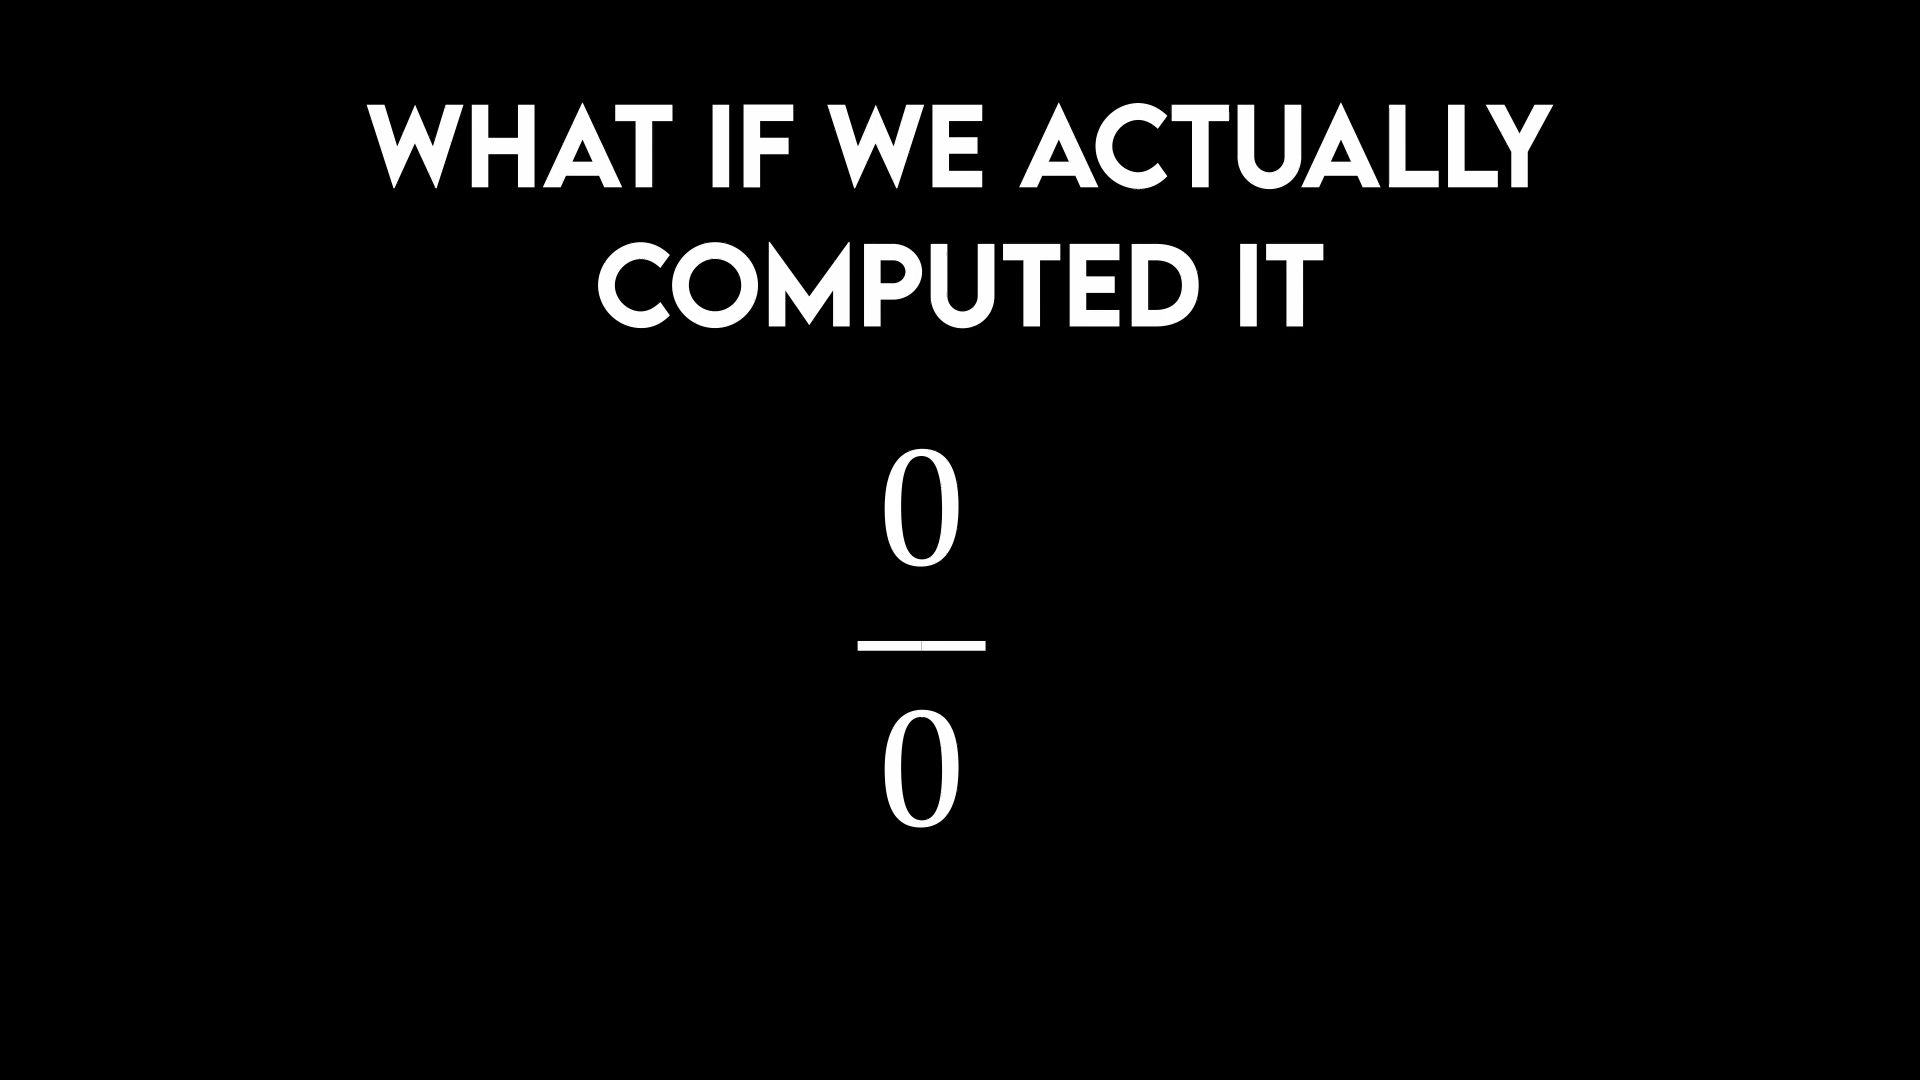 WHAT IF WE ACTUALLY
COMPUTED IT
0
—
0